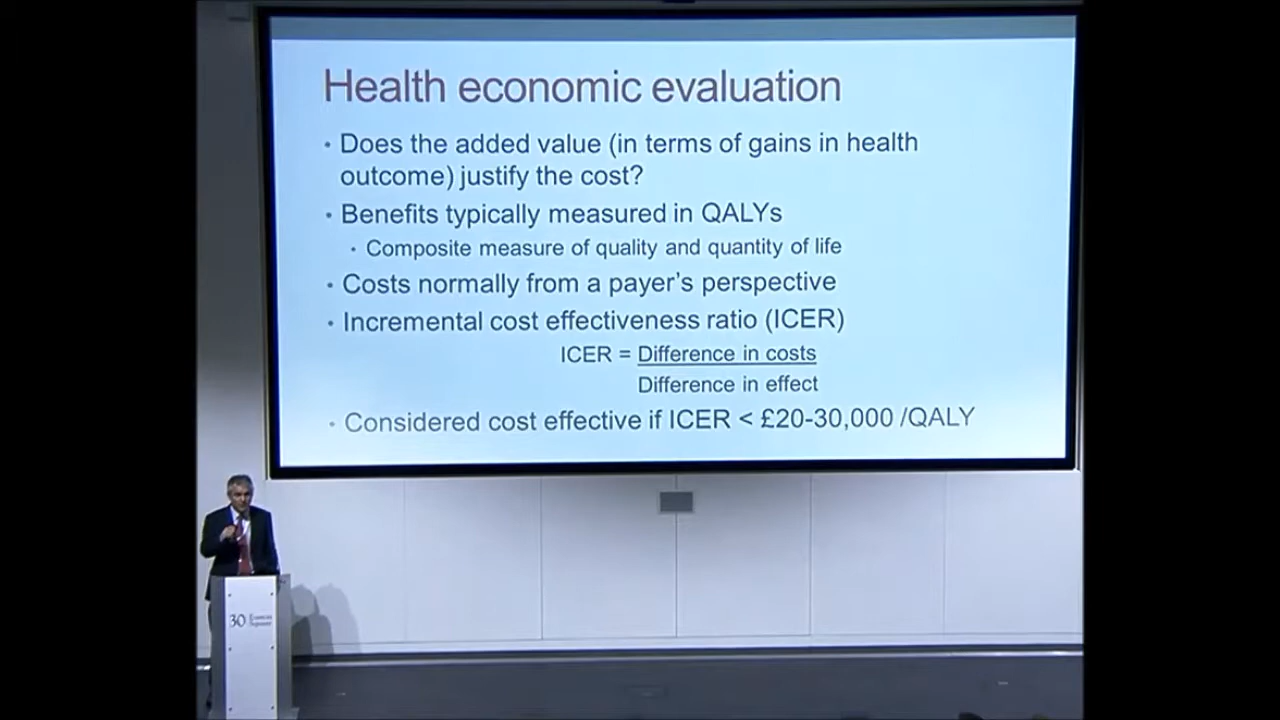 Health economic evaluation
• Does the added value (in terms of gains in health
outcome) justify the cost?
• Benefits typically measured in QALYs
• Composite measure of quality and quantity of life
• Costs normally from a payer's perspective
• Incremental cost effectiveness ratio (ICER)
ICER = Difference in costs
Difference in effect
• Considered cost effective if ICER < £20-30,000 /QALY
30